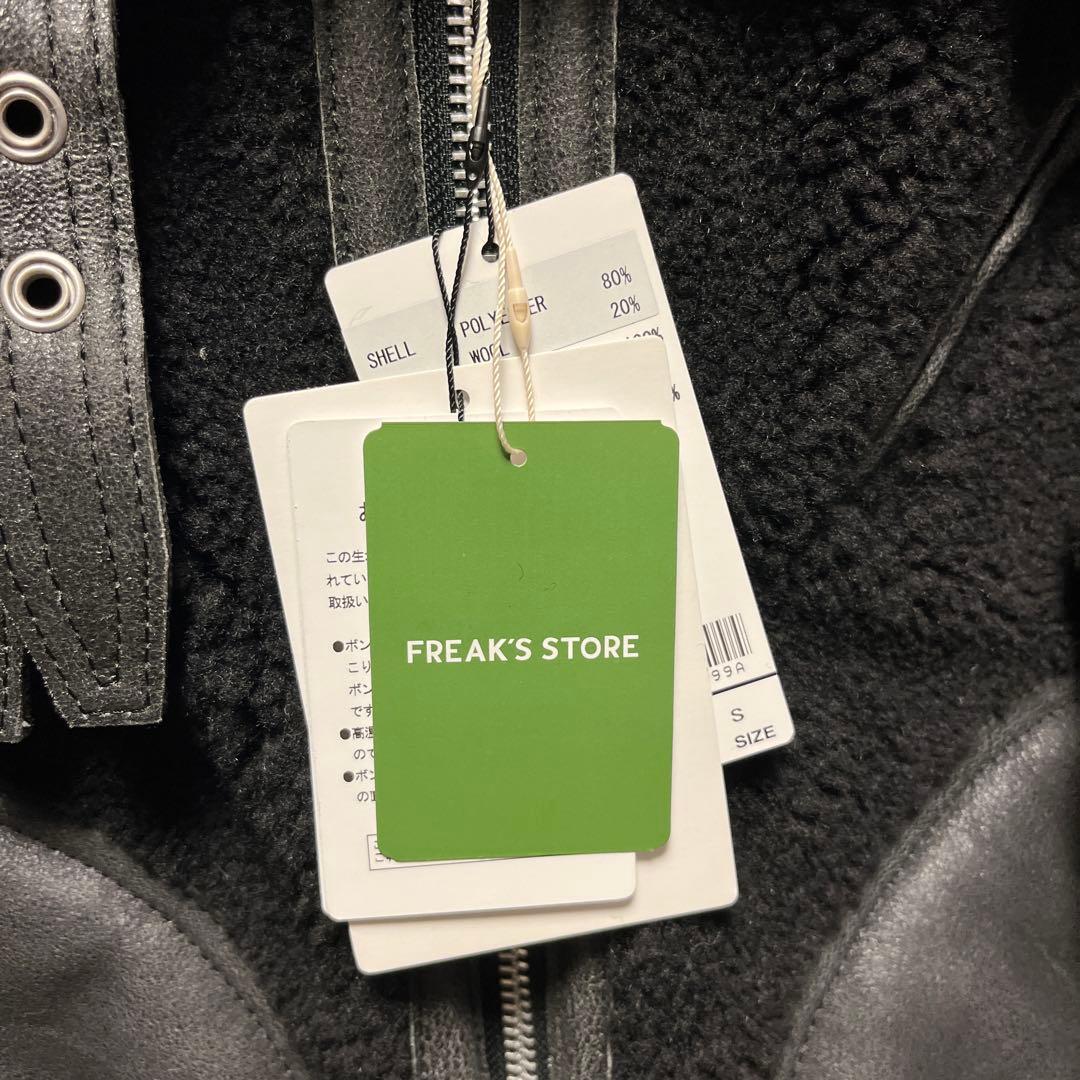 80%
POLYESTER
20%
SHELL
WOOL
この生
れてい
取扱い
●ボン
こり
ボン
FREAK'S STORE
です
99A
●高温
ので
S
SIZE
●ボン
の